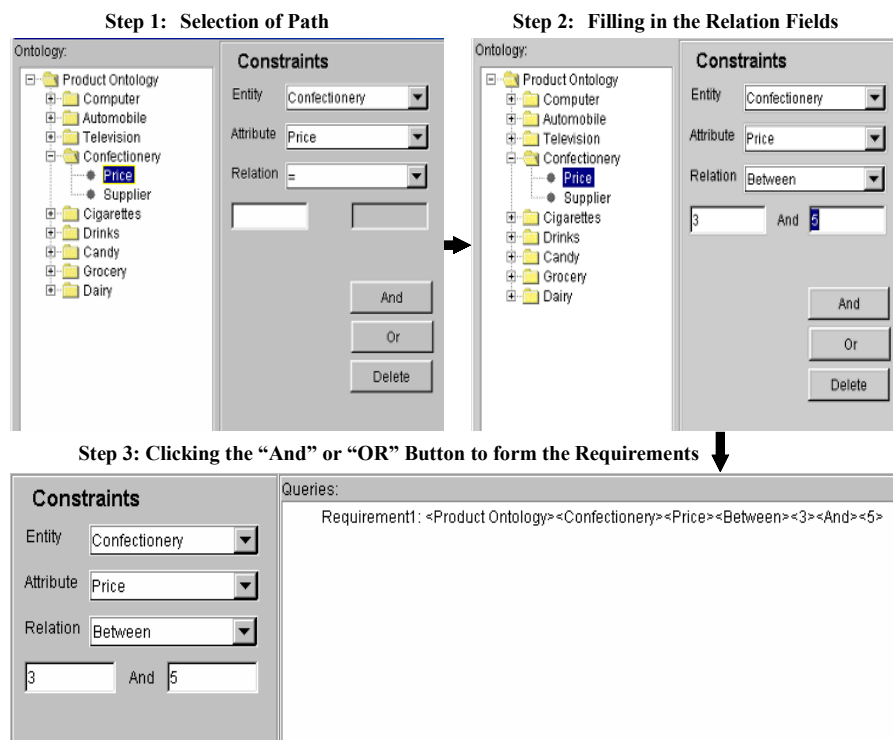 Step 1: Selection of Path
Ontology:
Product Ontology
Computer
Automobile
Television
Confectionery
Price
Supplier
Cigarettes
Drinks
Candy
Grocery
Dairy
Constraints
Entity Confectionery
Attribute Price
Relation =
And
Or
Delete
Step 2: Filling in the Relation Fields
Ontology:
Product Ontology
Computer
Automobile
Television
Confectionery
Price
Supplier
Cigarettes
Drinks
Candy
Grocery
Dairy
Constraints
Entity Confectionery
Attribute Price
Relation Between
3 And 5
And
Or
Delete
Step 3: Clicking the “And” or “OR” Button to form the Requirements
Constraints
Entity Confectionery
Attribute Price
Relation Between
3 And 5
Queries:
Requirement1: <Product Ontology><Confectionery><Price><Between><3><And><5>